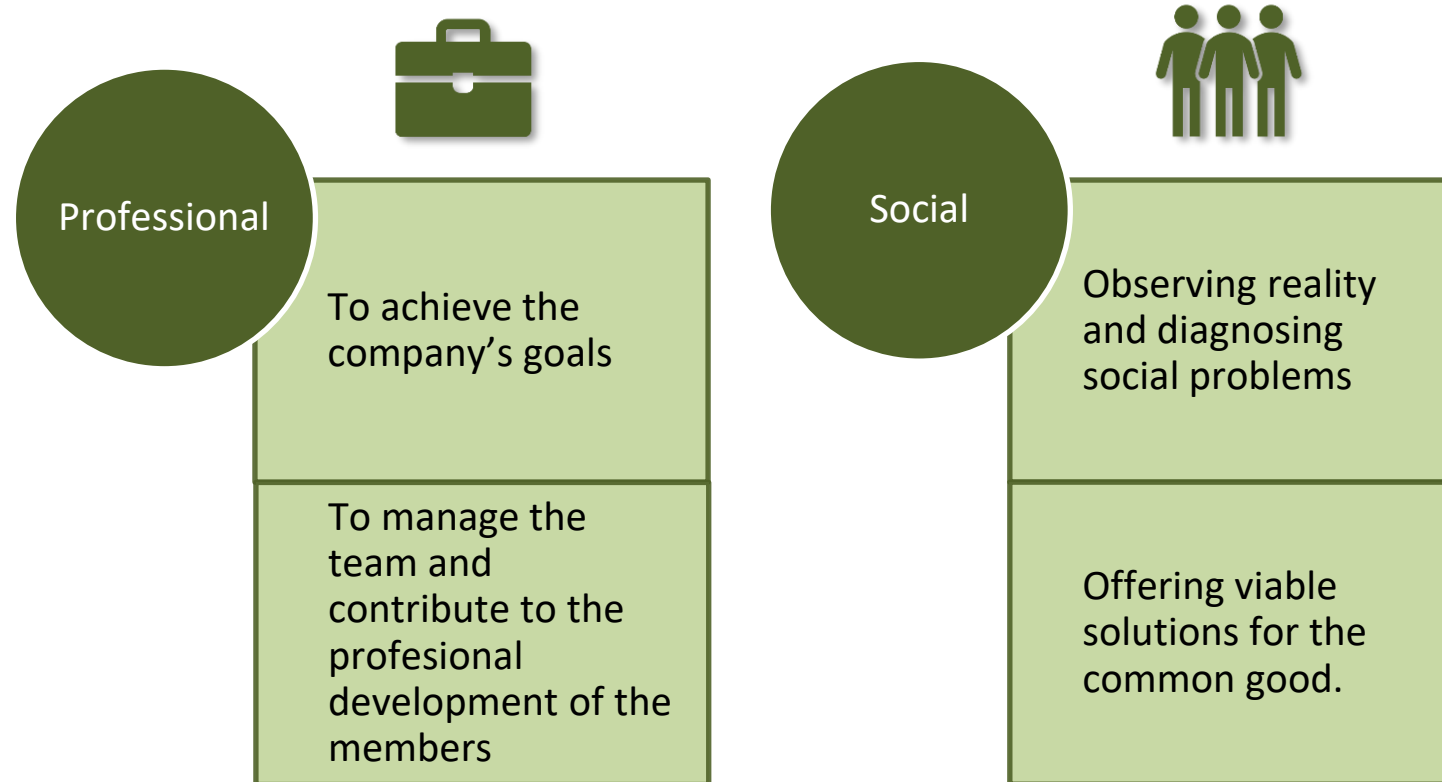 Professional
To achieve the
company’s goals
To manage the
team and
contribute to the
profesional
development of the
members
Social
Observing reality
and diagnosing
social problems
Offering viable
solutions for the
common good.